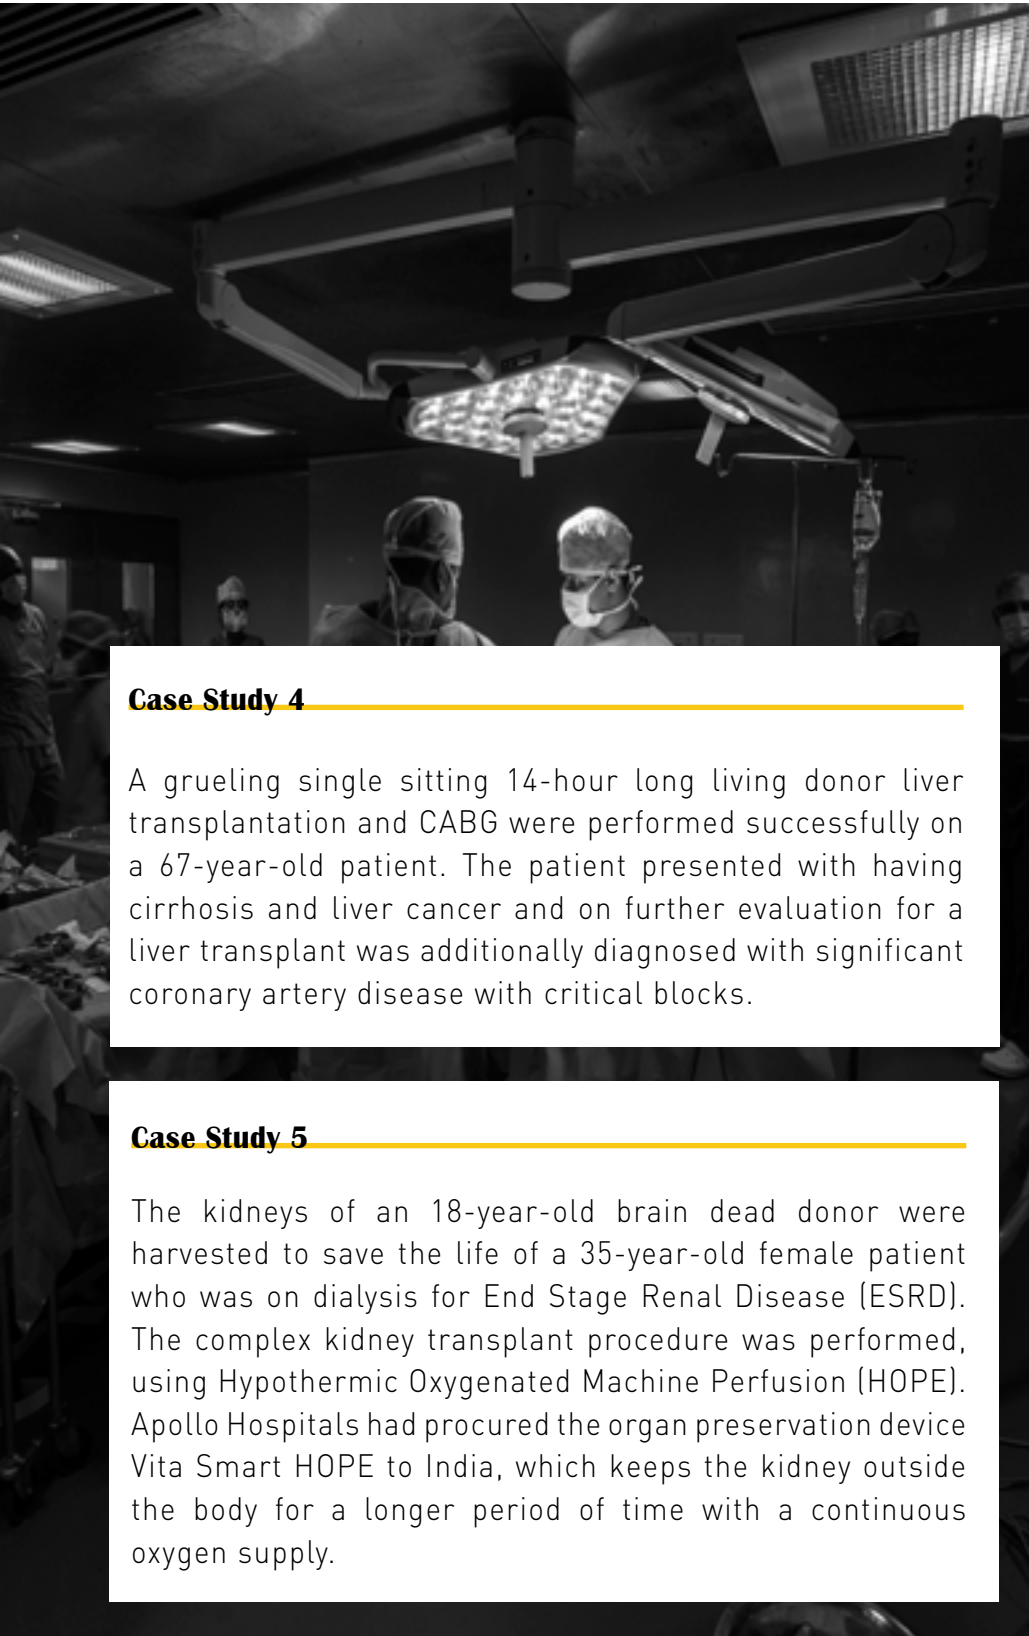 Case Study 4
A grueling single sitting 14-hour long living donor liver
transplantation and CABG were performed successfully on
a 67-year-old patient. The patient presented with having
cirrhosis and liver cancer and on further evaluation for a
liver transplant was additionally diagnosed with significant
coronary artery disease with critical blocks.
Case Study 5
The kidneys of an 18-year-old brain dead donor were
harvested to save the life of a 35-year-old female patient
who was on dialysis for End Stage Renal Disease (ESRD).
The complex kidney transplant procedure was performed,
using Hypothermic Oxygenated Machine Perfusion (HOPE).
Apollo Hospitals had procured the organ preservation device
Vita Smart HOPE to India, which keeps the kidney outside
the body for a longer period of time with a continuous
oxygen supply.